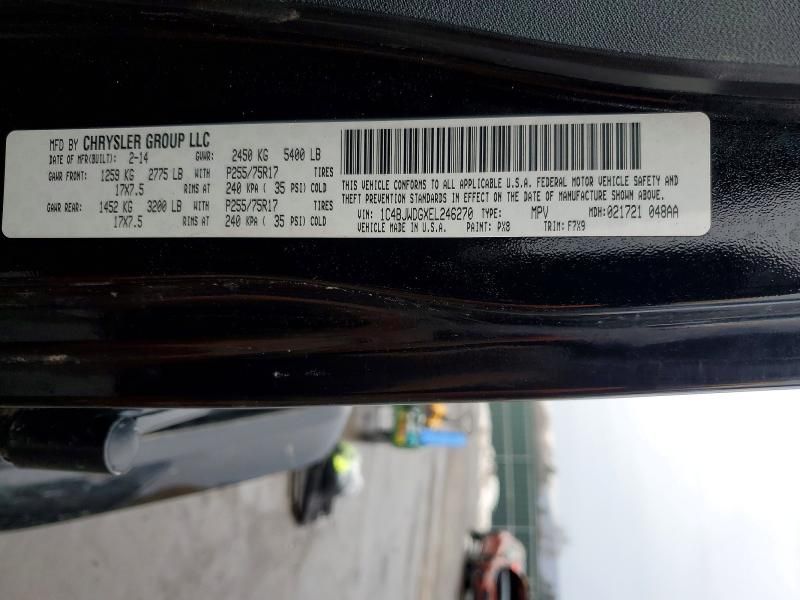 MFD BY CHRYSLER GROUP LLC
DATE OF MFR(BUILT): 2-14 GVWR: 2450 KG 5400 LB
GAWR FRONT: 1259 KG 2775 LB WITH P255/75R17 TIRES
17X7.5 RIMS AT 240 KPA ( 35 PSI) COLD
GAWR REAR: 1452 KG 3200 LB WITH P255/75R17 TIRES
17X7.5 RIMS AT 240 KPA ( 35 PSI) COLD
THIS VEHICLE CONFORMS TO ALL APPLICABLE U.S.A. FEDERAL MOTOR VEHICLE SAFETY AND
THEFT PREVENTION STANDARDS IN EFFECT ON THE DATE OF MANUFACTURE SHOWN ABOVE.
VIN: 1C4BJWDGXEL246270 TYPE: MPV MDH: 021721 048AA
VEHICLE MADE IN U.S.A. PAINT: PX8 TRIM: F7X9